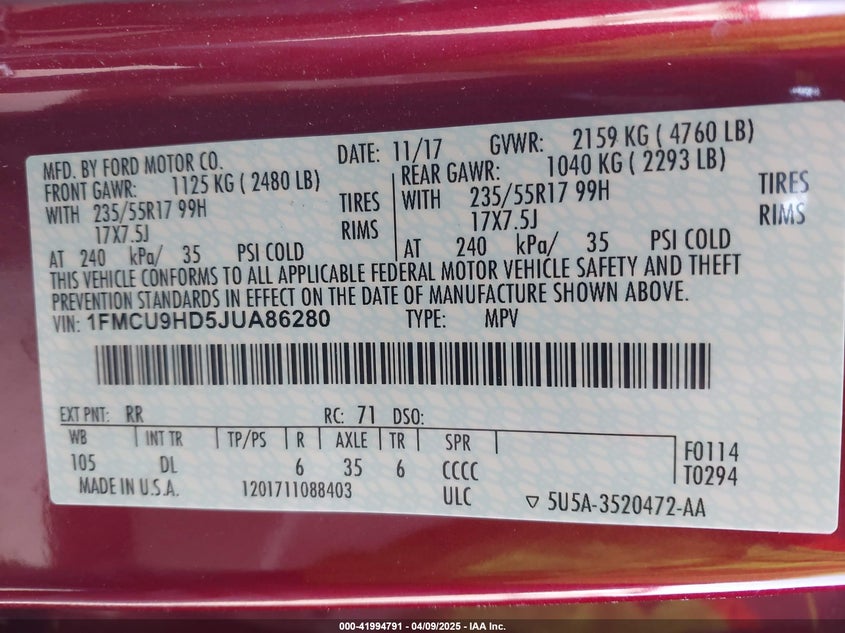 MFD. BY FORD MOTOR CO. DATE: 11/17 GVWR: 2159 KG ( 4760 LB)
FRONT GAWR: 1125 KG ( 2480 LB) REAR GAWR: 1040 KG ( 2293 LB)
WITH 235/55R17 99H TIRES WITH 235/55R17 99H TIRES
17X7.5J RIMS 17X7.5J RIMS
AT 240 kPa/ 35 PSI COLD AT 240 kPa/ 35 PSI COLD
THIS VEHICLE CONFORMS TO ALL APPLICABLE FEDERAL MOTOR VEHICLE SAFETY AND THEFT
PREVENTION STANDARDS IN EFFECT ON THE DATE OF MANUFACTURE SHOWN ABOVE.
VIN: 1FMCU9HD5JUA86280 TYPE: MPV
EXT PNT: RR RC: 71 DSO:
WB INT TR TP/PS R AXLE TR SPR F0114
105 DL 6 35 6 CCCC T0294
MADE IN U.S.A. 1201711088403 ULC ▽ 5U5A-3520472-AA
000-41994791 - 04/09/2025 - IAA Inc.